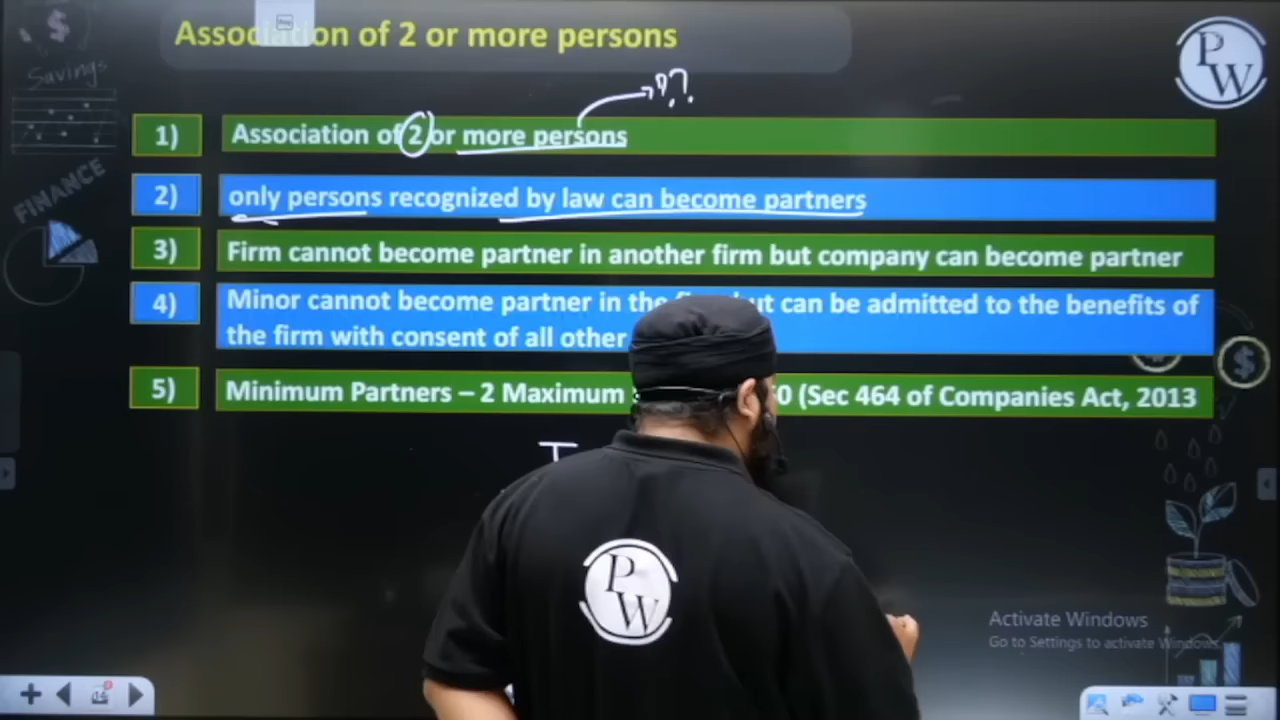 Association of 2 or more persons
Savings
P
W
??
1) Association of 2 or more persons
2) only persons recognized by law can become partners
FINANCE
3) Firm cannot become partner in another firm but company can become partner
4) Minor cannot become partner in the but can be admitted to the benefits of
the firm with consent of all other
5) Minimum Partners – 2 Maximum 0 (Sec 464 of Companies Act, 2013
P
W
Activate Windows
Go to Settings to activate Windows.